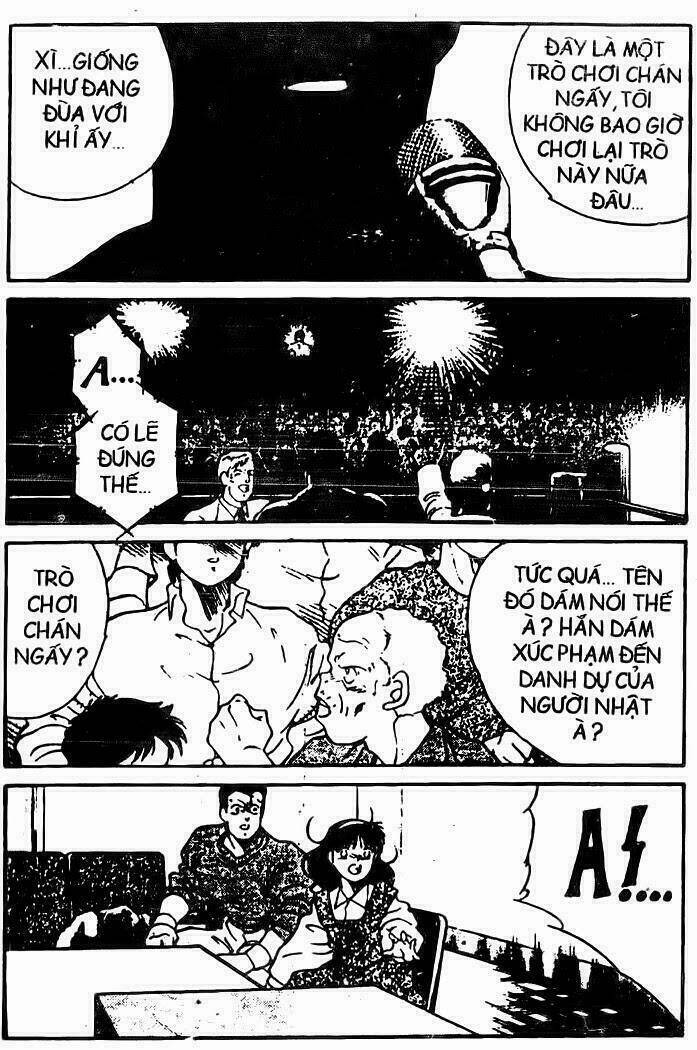 XÌ...GIỐNG
NHƯ ĐANG
ĐÙA VỚI
KHỈ ẤY...
ĐÂY LÀ MỘT
TRÒ CHƠI CHÁN
NGẤY, TÔI
KHÔNG BAO GIỜ
CHƠI LẠI TRÒ
NÀY NỮA
ĐÂU...
A....
CÓ LẼ
ĐÚNG
THẾ...
TRÒ
CHƠI
CHÁN
NGẤY?
TỨC QUÁ... TÊN
ĐÓ DÁM NÓI THẾ
À? HẮN DÁM
XÚC PHẠM ĐẾN
DANH DỰ CỦA
NGƯỜI NHẬT
À?
A!....